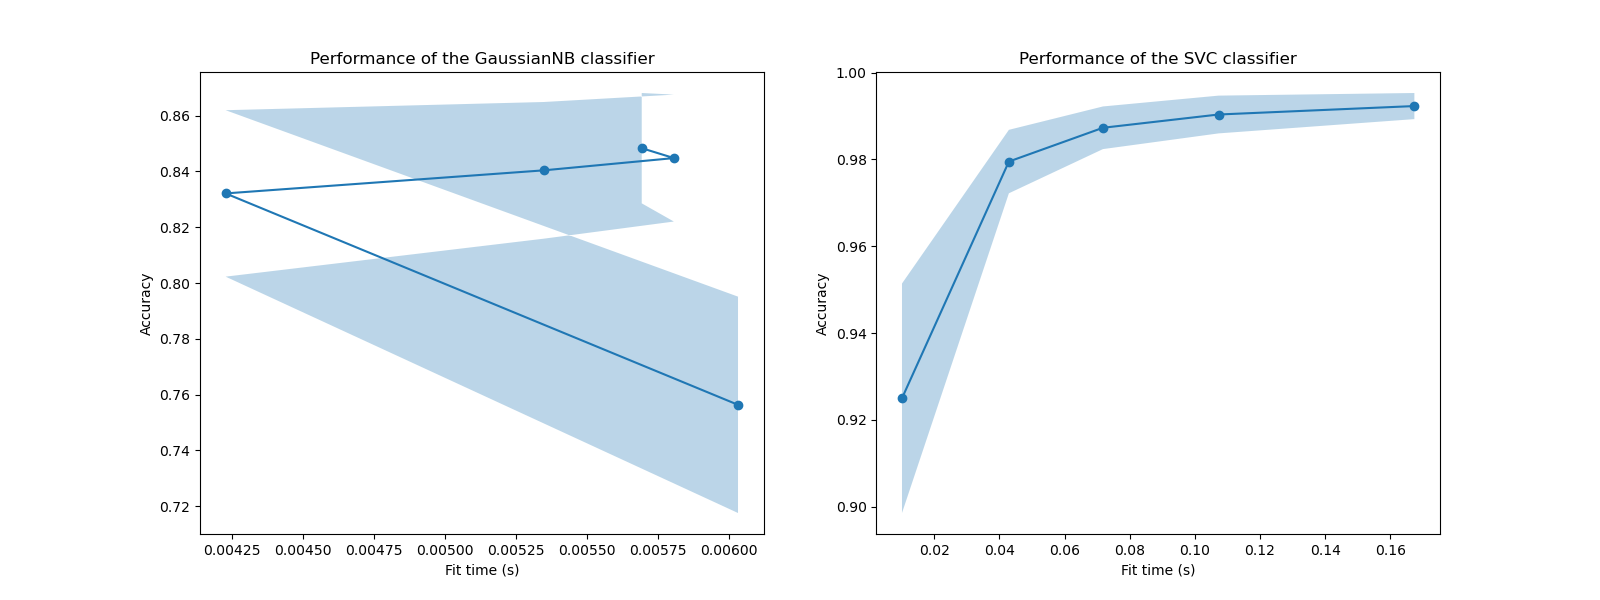 Performance of the GaussianNB classifier
Accuracy
0.86
0.84
0.82
0.80
0.78
0.76
0.74
0.72
0.00425 0.00450 0.00475 0.00500 0.00525 0.00550 0.00575 0.00600
Fit time (s)
Performance of the SVC classifier
Accuracy
1.00
0.98
0.96
0.94
0.92
0.90
0.02 0.04 0.06 0.08 0.10 0.12 0.14 0.16
Fit time (s)